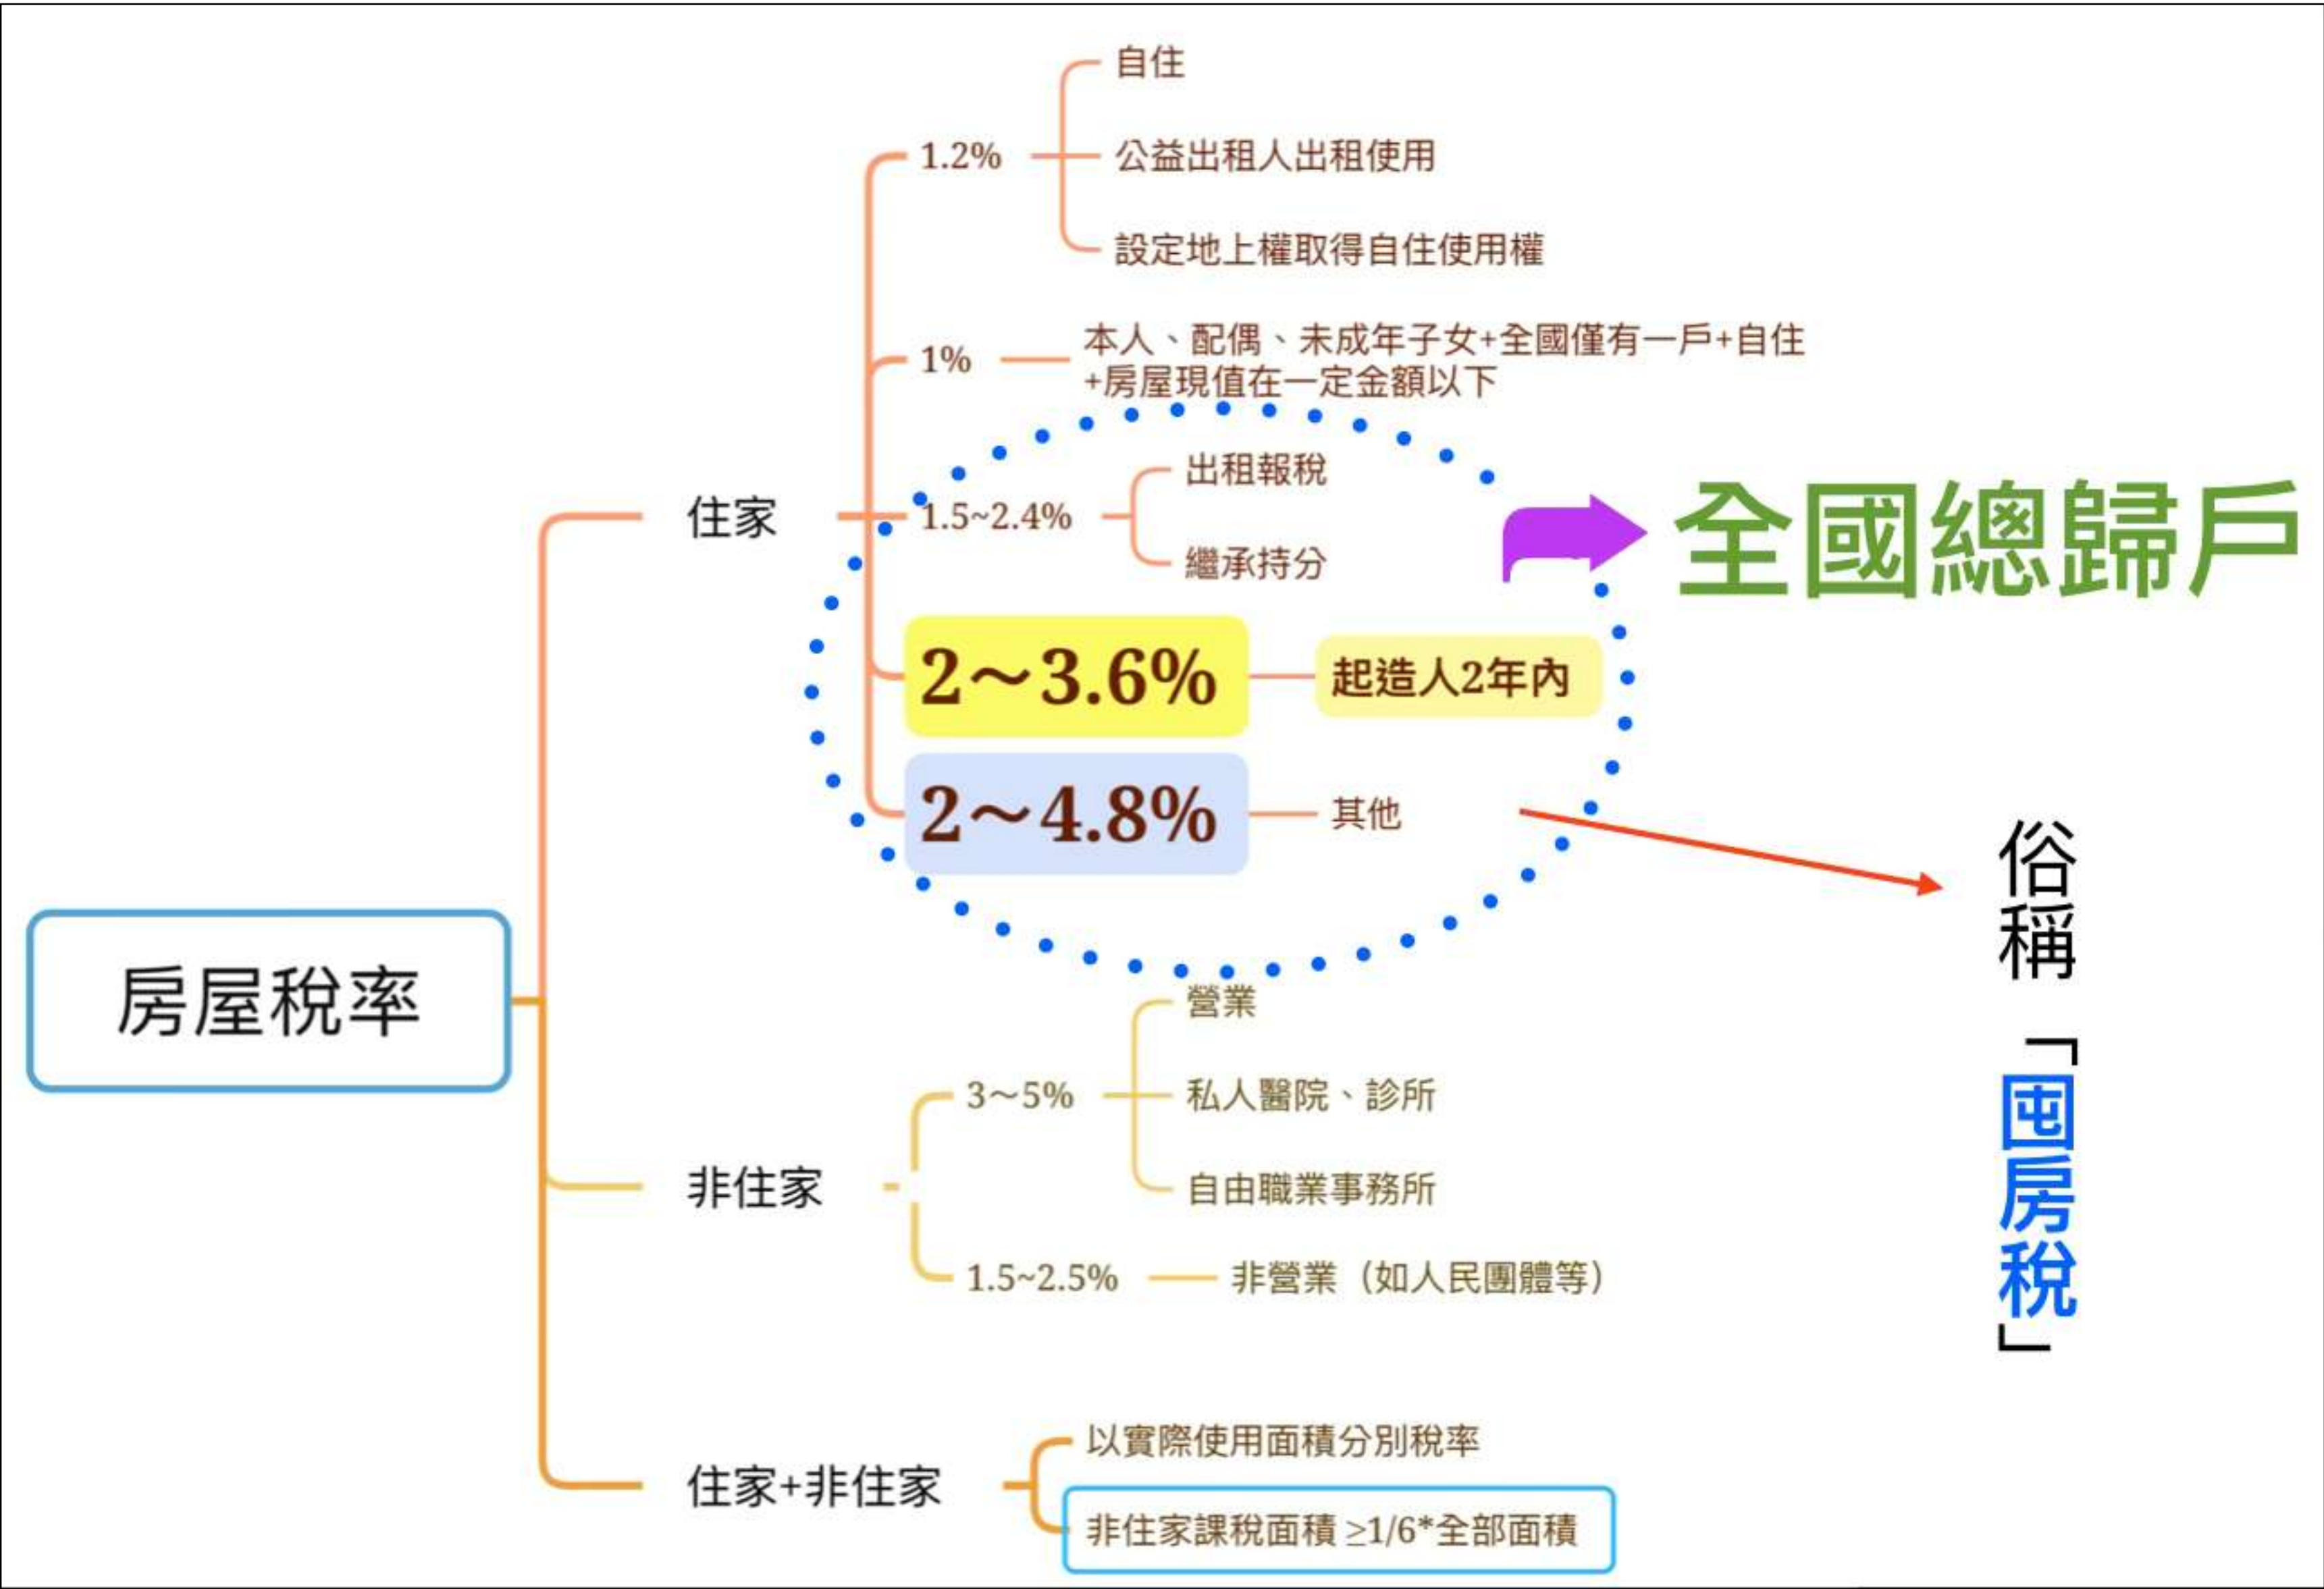 房屋稅率
住家
1.2%
自住
公益出租人出租使用
設定地上權取得自住使用權
1%
本人、配偶、未成年子女+全國僅有一戶+自住
+房屋現值在一定金額以下
1.5~2.4%
出租報稅
繼承持分
2～3.6%
起造人2年內
2～4.8%
其他
全國總歸戶
俗稱「囤房稅」
非住家
3～5%
營業
私人醫院、診所
自由職業事務所
1.5~2.5%
非營業（如人民團體等）
住家+非住家
以實際使用面積分別稅率
非住家課稅面積 ≥1/6*全部面積